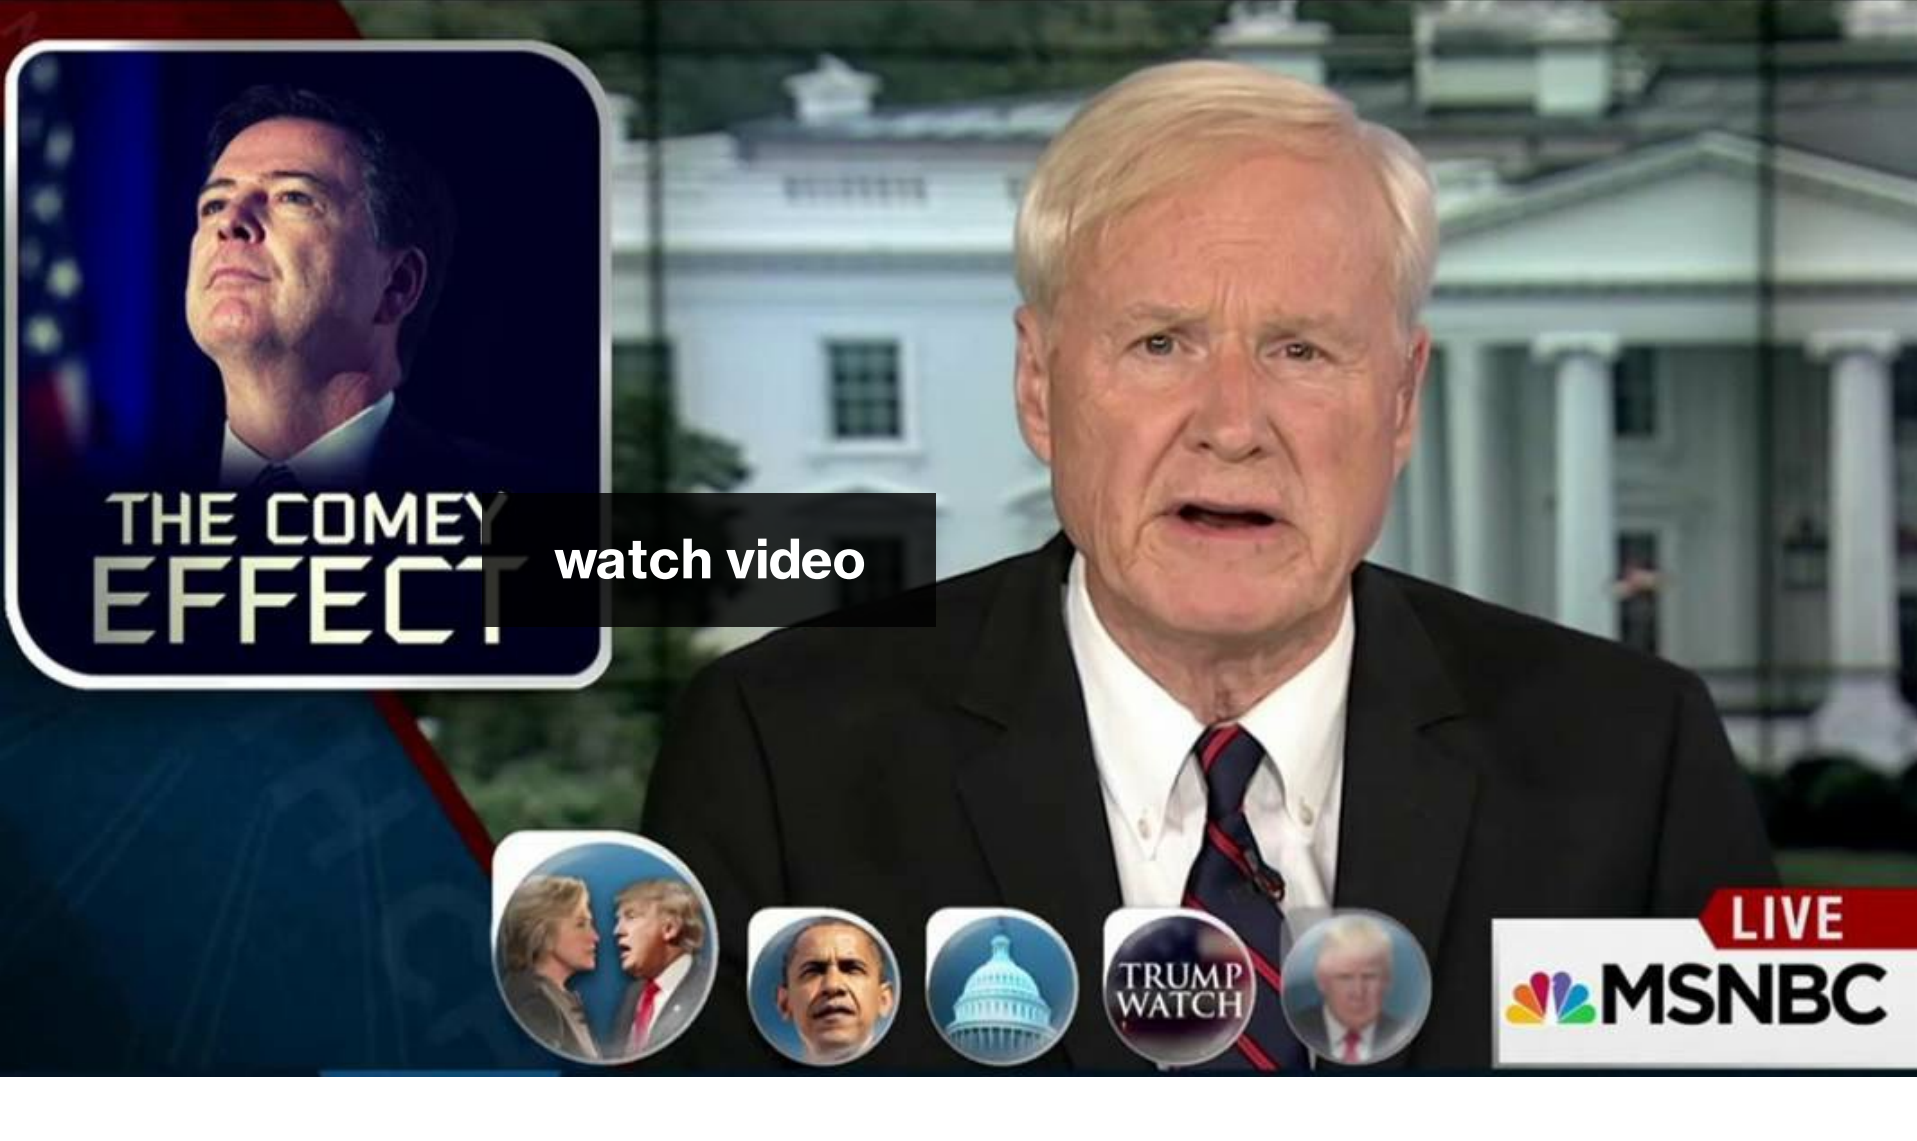 THE COMEY
EFFECT
watch video
TRUMP
WATCH
LIVE
MSNBC